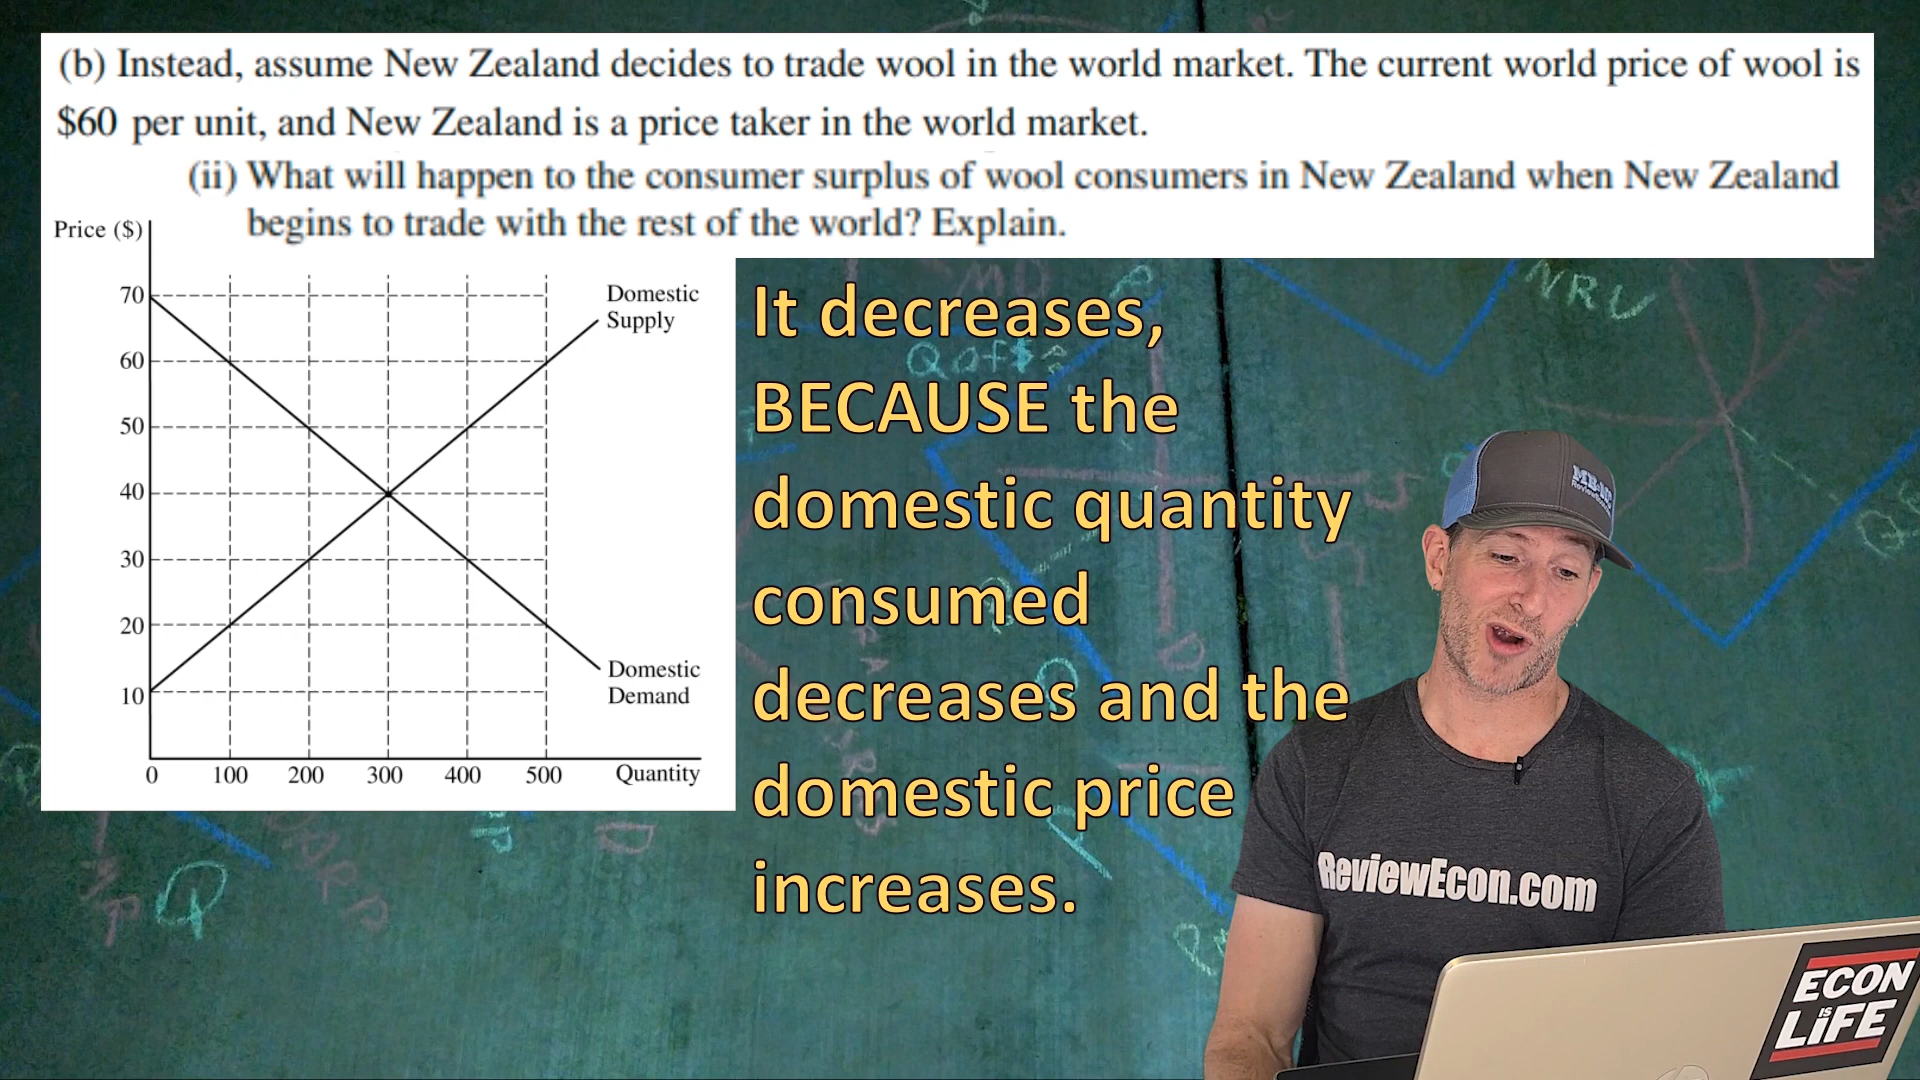 (b) Instead, assume New Zealand decides to trade wool in the world market. The current world price of wool is
$60 per unit, and New Zealand is a price taker in the world market.
(ii) What will happen to the consumer surplus of wool consumers in New Zealand when New Zealand
begins to trade with the rest of the world? Explain.
Price ($)
70
60
50
40
30
20
10
0 100 200 300 400 500 Quantity
Domestic
Supply
Domestic
Demand
It decreases,
BECAUSE the
domestic quantity
consumed
decreases and the
domestic price
increases.
NRU
MD
ReviewEcon.com
ECON
IS
LiFE